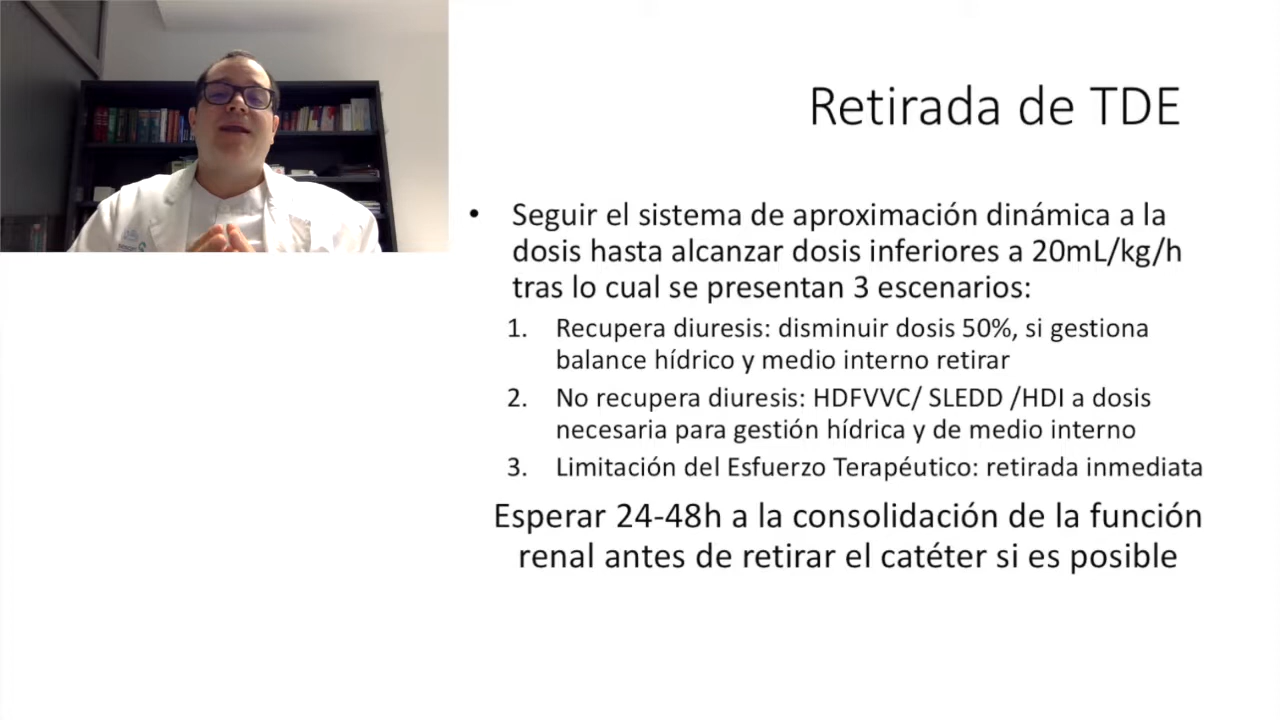 Retirada de TDE
• Seguir el sistema de aproximación dinámica a la
dosis hasta alcanzar dosis inferiores a 20mL/kg/h
tras lo cual se presentan 3 escenarios:
1. Recupera diuresis: disminuir dosis 50%, si gestiona
balance hídrico y medio interno retirar
2. No recupera diuresis: HDFVVC/ SLEDD /HDI a dosis
necesaria para gestión hídrica y de medio interno
3. Limitación del Esfuerzo Terapéutico: retirada inmediata
Esperar 24-48h a la consolidación de la función
renal antes de retirar el catéter si es posible